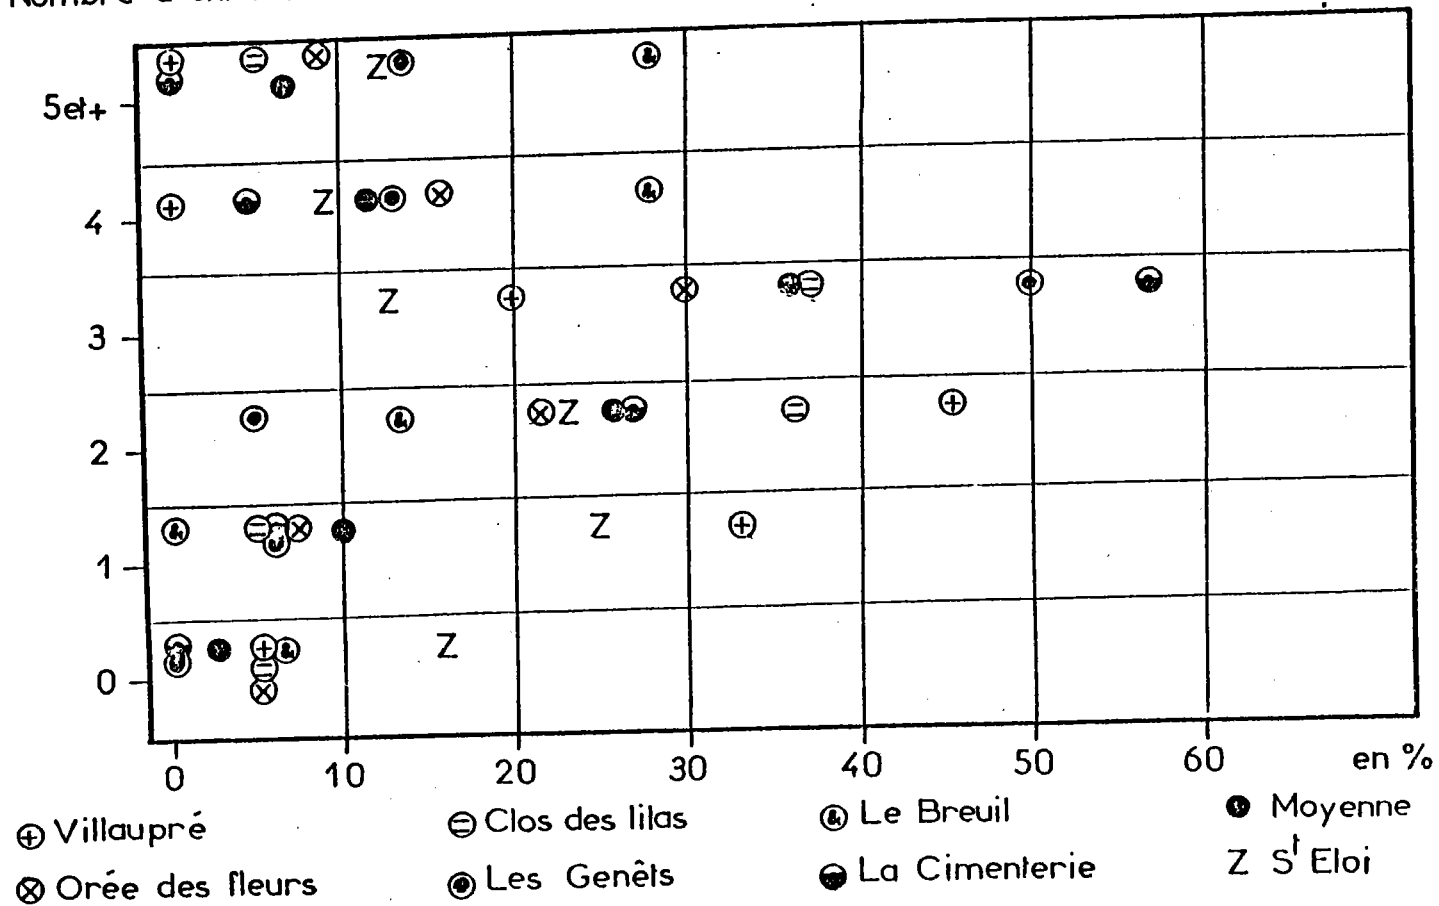 5et+
4
3
2
1
0
0 10 20 30 40 50 60 en %
Villaupré
Clos des lilas
Le Breuil
Moyenne
Orée des fleurs
Les Genêts
La Cimenterie
Z St Eloi